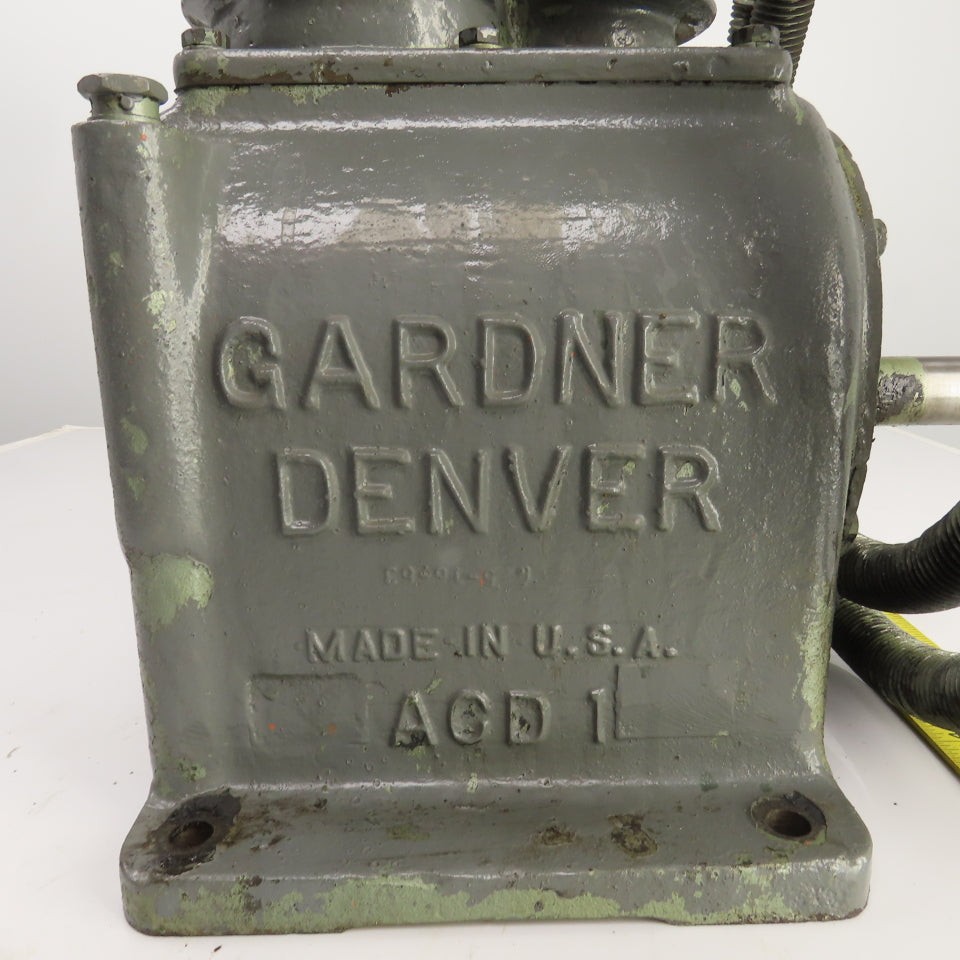 GARDNER
DENVER
MADE IN U.S.A.
ACD 1